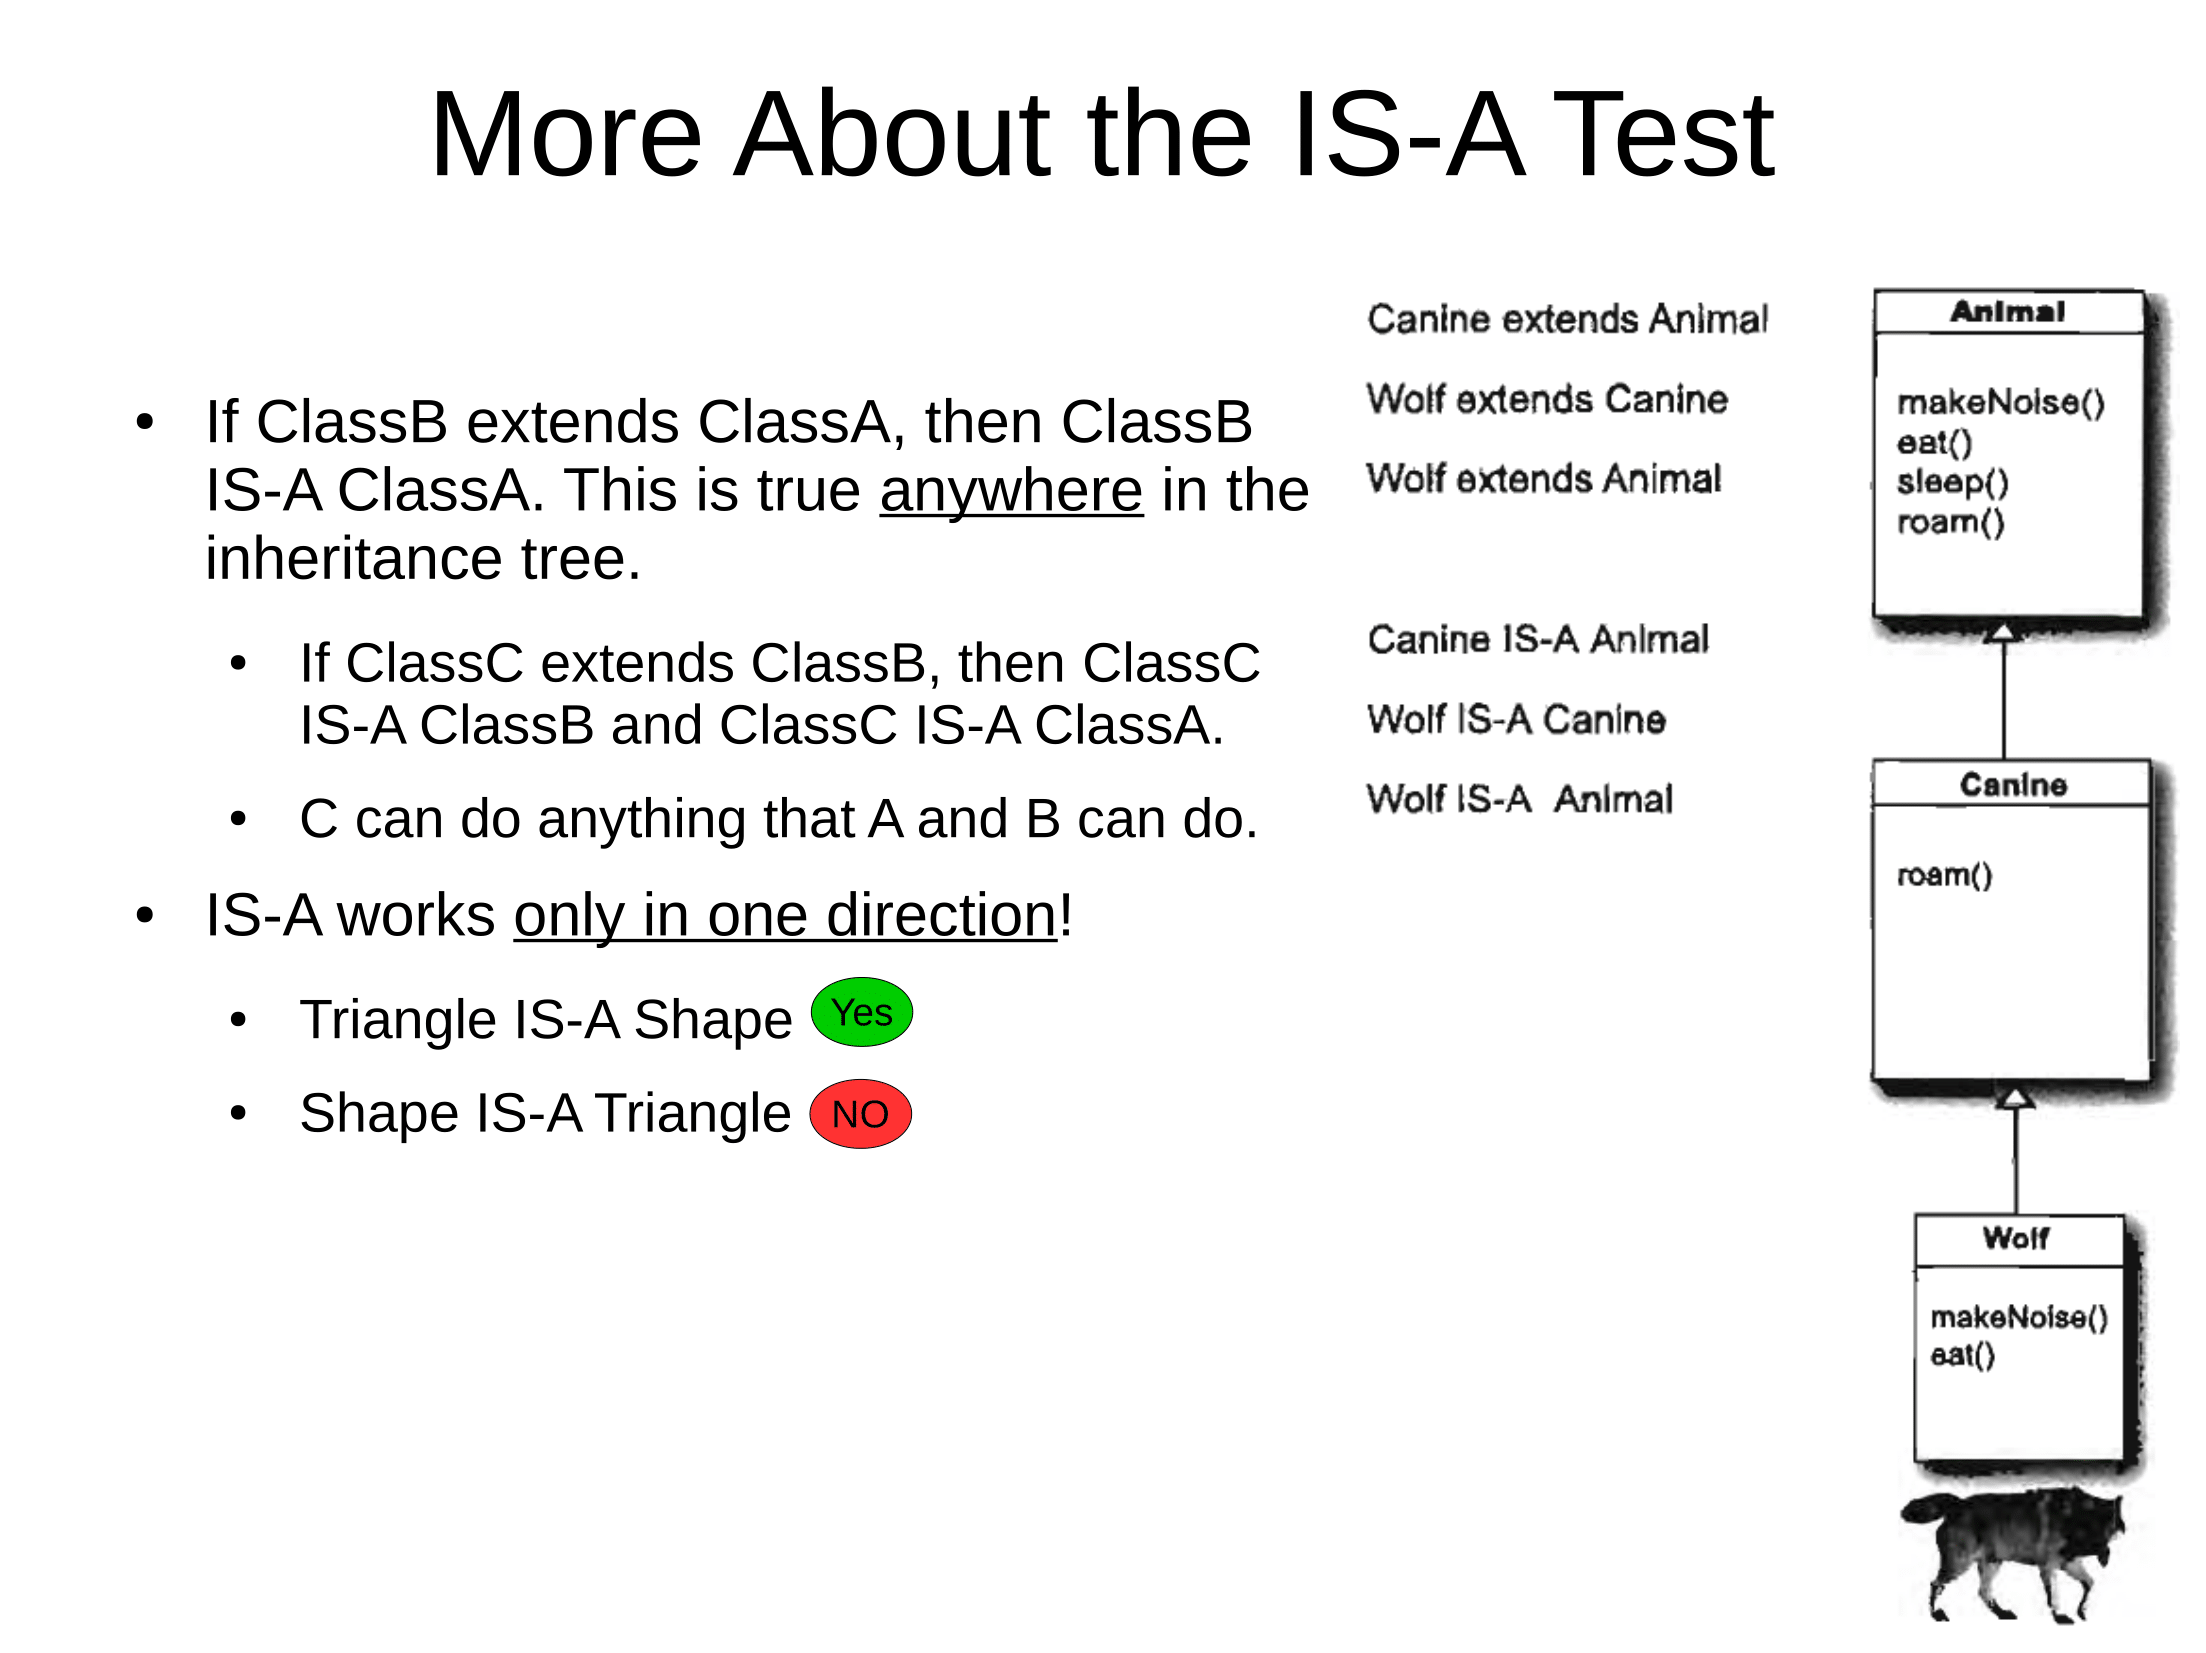 More About the IS-A Test
• If ClassB extends ClassA, then ClassB
IS-A ClassA. This is true anywhere in the
inheritance tree.
• If ClassC extends ClassB, then ClassC
IS-A ClassB and ClassC IS-A ClassA.
• C can do anything that A and B can do.
• IS-A works only in one direction!
• Triangle IS-A Shape Yes
• Shape IS-A Triangle NO
Canine extends Animal
Wolf extends Canine
Wolf extends Animal
Canine IS-A Animal
Wolf IS-A Canine
Wolf IS-A Animal
Animal
makeNoise()
eat()
sleep()
roam()
Canine
roam()
Wolf
makeNoise()
eat()